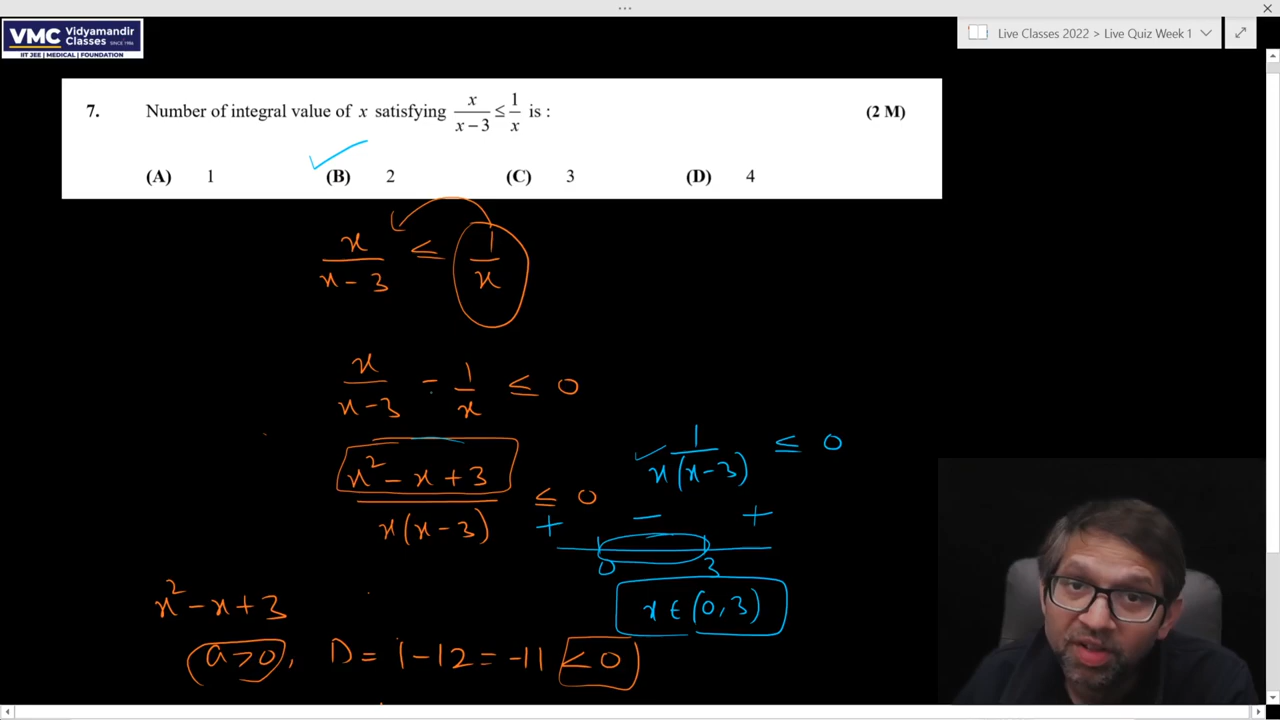 VMC Vidyamandir Classes SINCE 1986
IIT JEE | MEDICAL | FOUNDATION
Live Classes 2022 > Live Quiz Week 1
7. Number of integral value of x satisfying x/(x−3) ≤ 1/x is : (2 M)
(A) 1 (B) 2 (C) 3 (D) 4
x/(x−3) ≤ 1/x
x/(x−3) − 1/x ≤ 0
(x² − x + 3)/(x(x−3)) ≤ 0
1/(x(x−3)) ≤ 0
+ − +
0 3
x ∈ (0,3)
x² − x + 3
a>0, D = 1−12 = −11 <0